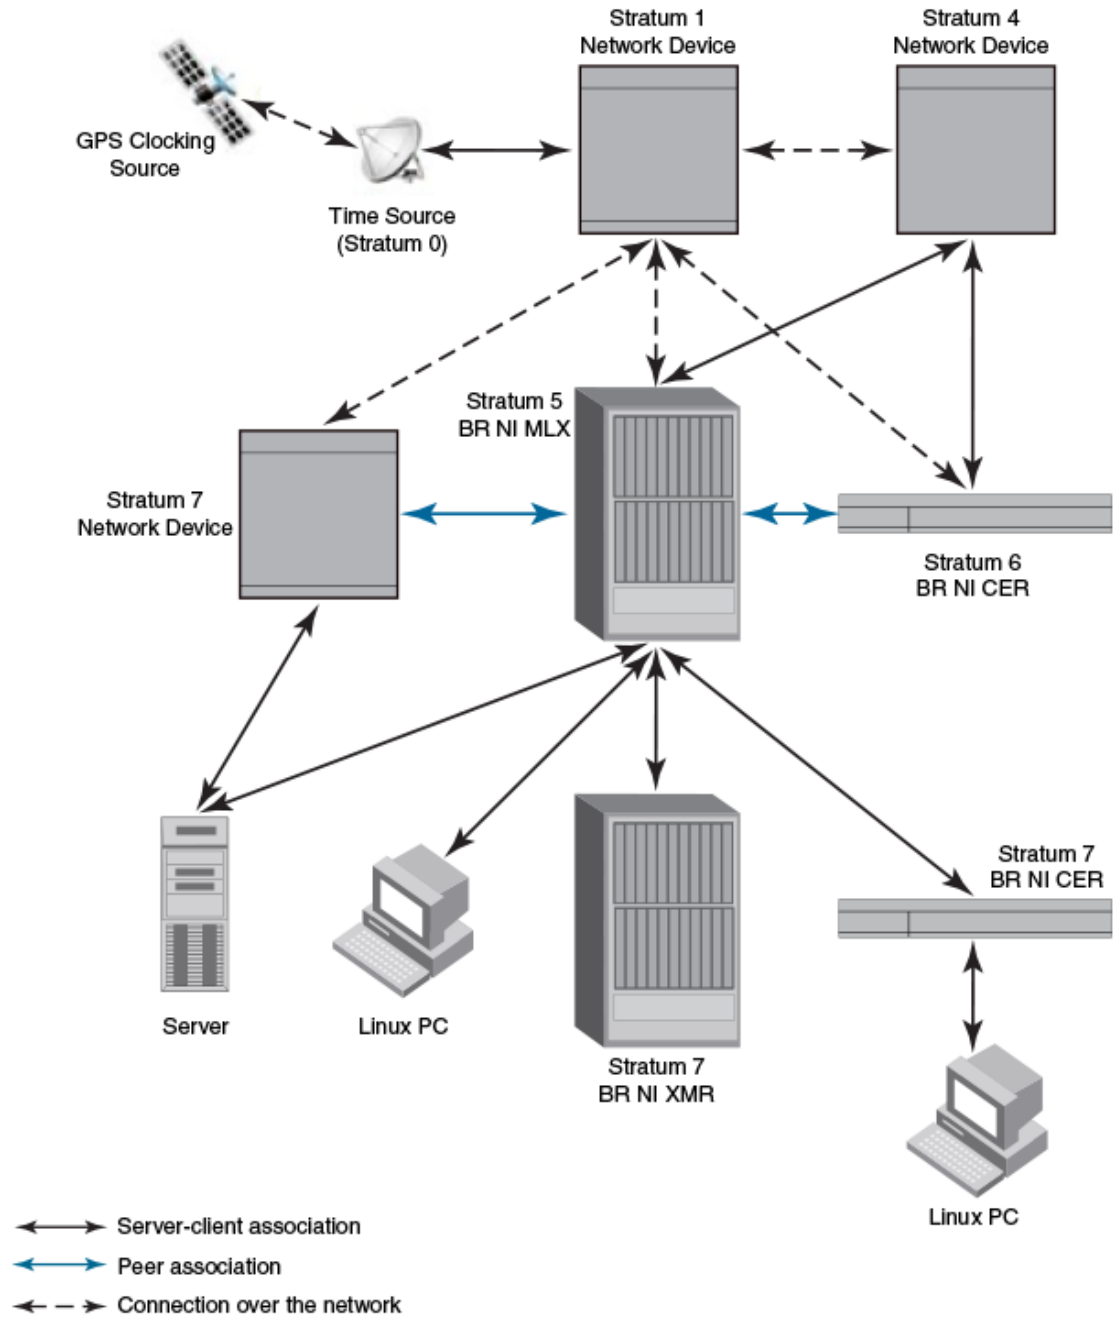 Stratum 1
Network Device
Stratum 4
Network Device
GPS Clocking
Source
Time Source
(Stratum 0)
Stratum 5
BR NI MLX
Stratum 7
Network Device
Stratum 6
BR NI CER
Stratum 7
BR NI CER
Server
Linux PC
Stratum 7
BR NI XMR
Linux PC
Server-client association
Peer association
Connection over the network